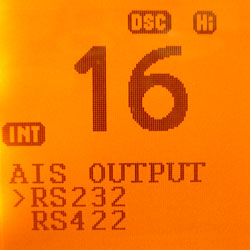 DSC Hi
16
INT
AIS OUTPUT
>RS232
RS422